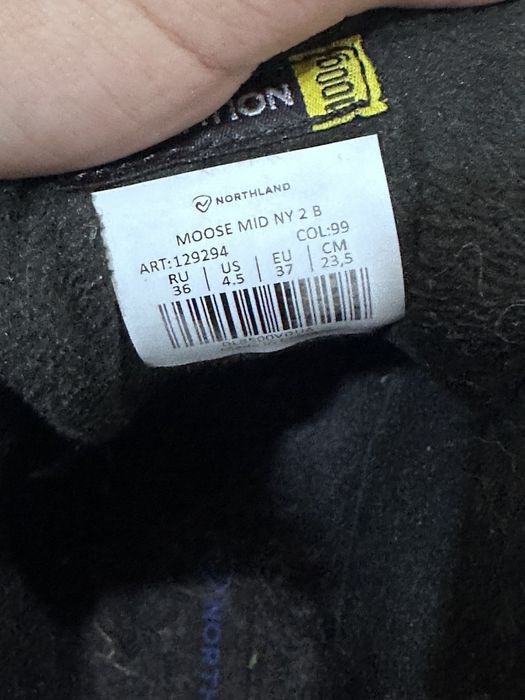 NORTHLAND
MOOSE MID NY 2 B
ART:129294 COL:99
RU | US | EU | CM
36 | 4.5 | 37 | 23,5
NORTH